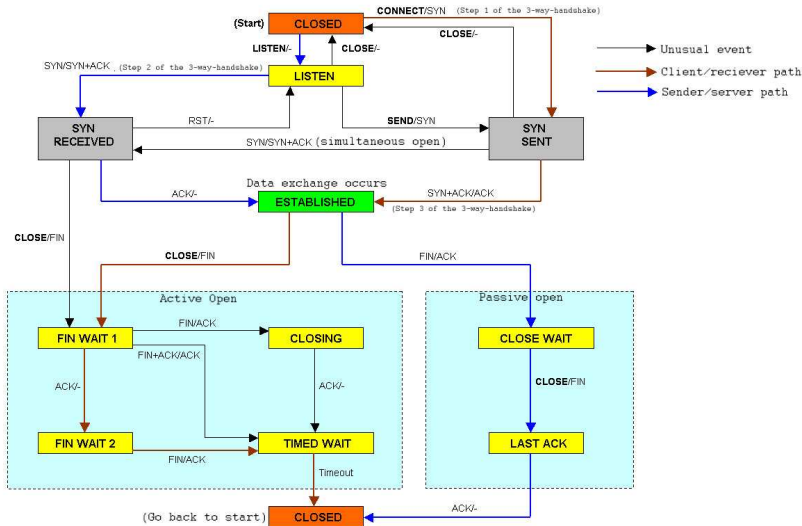 CONNECT/SYN (Step 1 of the 3-way-handshake)
(Start) CLOSED
CLOSE/-
LISTEN/-
CLOSE/-
Unusual event
Client/reciever path
Sender/server path
SYN/SYN+ACK (Step 2 of the 3-way-handshake)
LISTEN
SYN RECEIVED
RST/-
SEND/SYN
SYN SENT
SYN/SYN+ACK (simultaneous open)
Data exchange occurs
ACK/-
ESTABLISHED
SYN+ACK/ACK
(Step 3 of the 3-way-handshake)
CLOSE/FIN
CLOSE/FIN
FIN/ACK
Active Open
Passive open
FIN WAIT 1
FIN/ACK
CLOSING
CLOSE WAIT
FIN+ACK/ACK
ACK/-
ACK/-
CLOSE/FIN
FIN WAIT 2
TIMED WAIT
LAST ACK
FIN/ACK
Timeout
(Go back to start) CLOSED
ACK/-